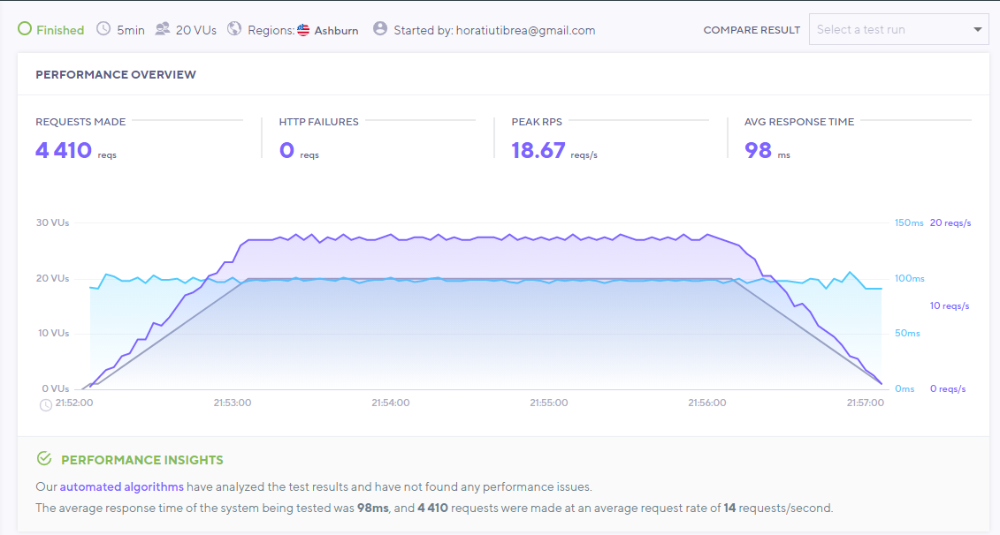 Finished 5min 20 VUs Regions: Ashburn Started by: horatiutibrea@gmail.com COMPARE RESULT Select a test run
PERFORMANCE OVERVIEW
REQUESTS MADE HTTP FAILURES PEAK RPS AVG RESPONSE TIME
4 410 reqs 0 reqs 18.67 reqs/s 98 ms
30 VUs 150ms 20 reqs/s
20 VUs 100ms
10 reqs/s
10 VUs 50ms
0 VUs 0ms 0 reqs/s
21:52:00 21:53:00 21:54:00 21:55:00 21:56:00 21:57:00
PERFORMANCE INSIGHTS
Our automated algorithms have analyzed the test results and have not found any performance issues.
The average response time of the system being tested was 98ms, and 4 410 requests were made at an average request rate of 14 requests/second.